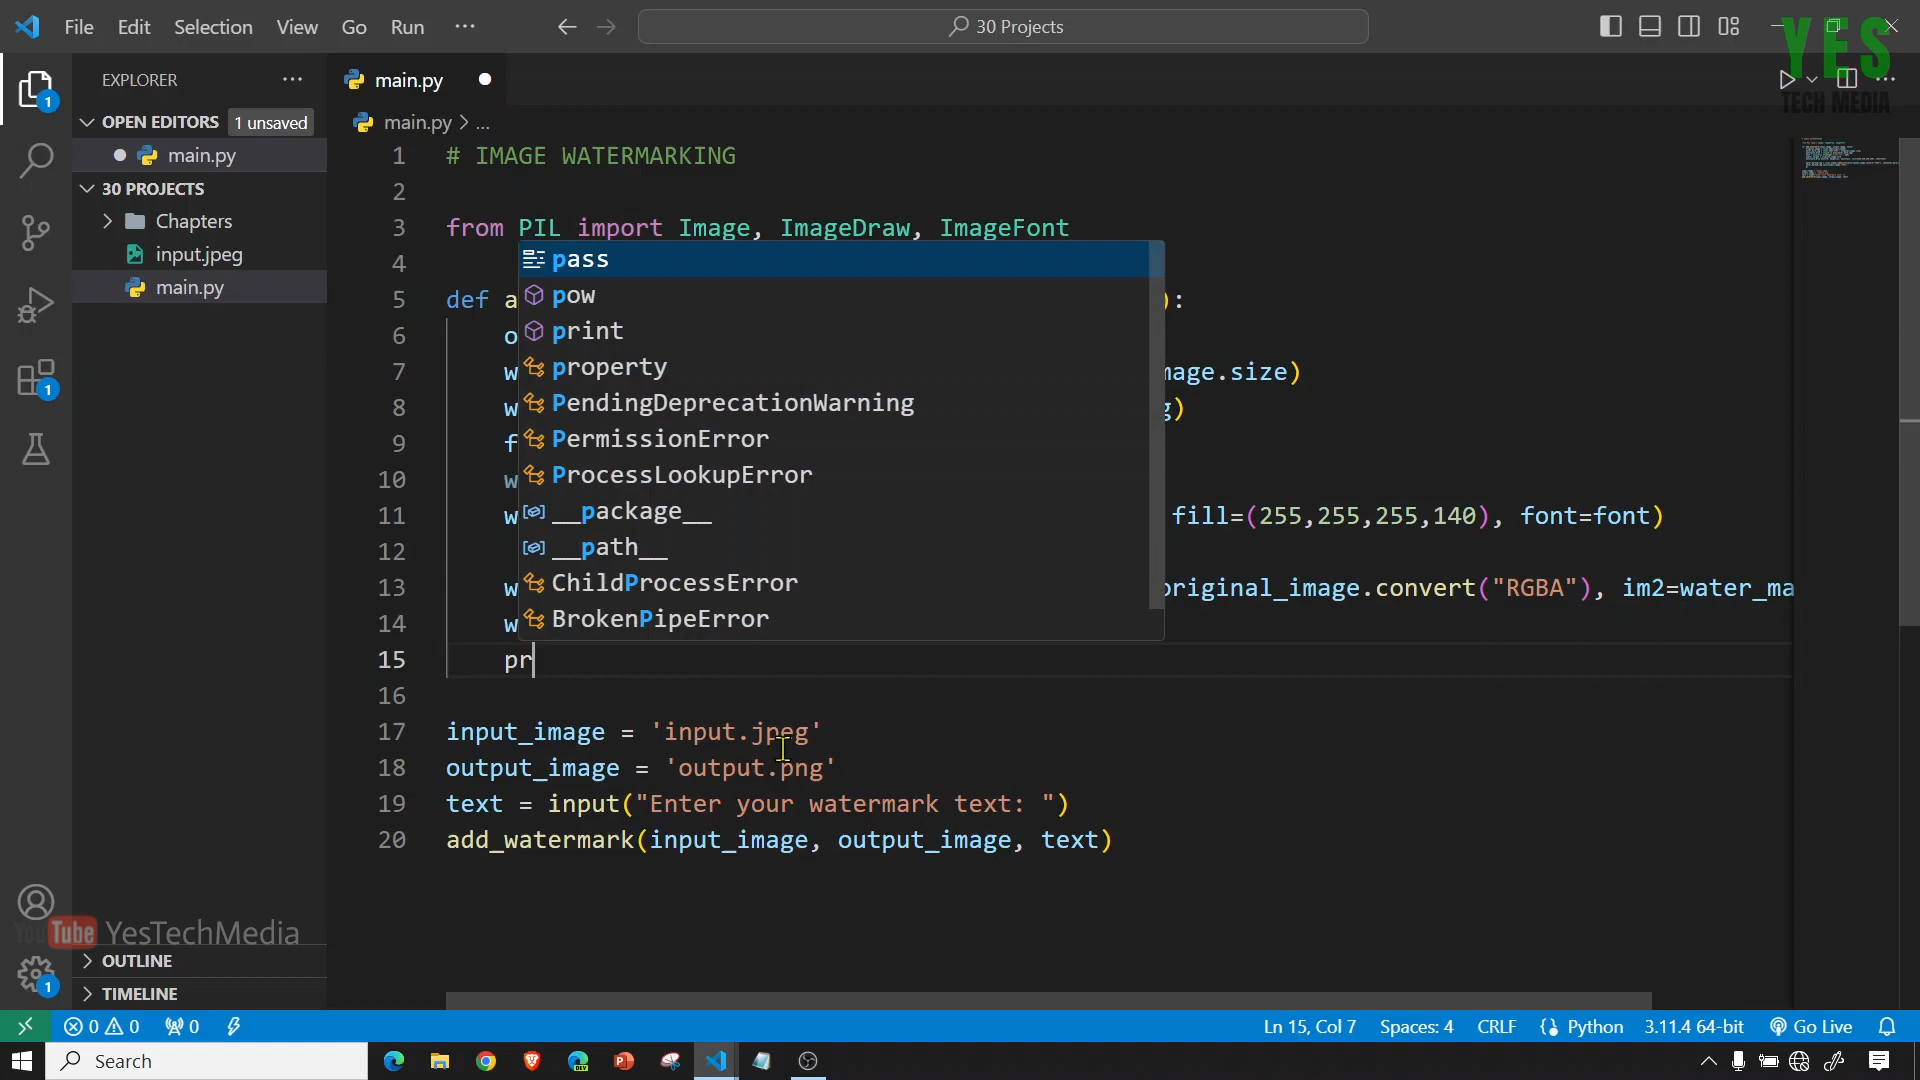 File Edit Selection View Go Run ...
30 Projects
YES
TECH MEDIA
EXPLORER
OPEN EDITORS 1 unsaved
main.py
30 PROJECTS
Chapters
input.jpeg
main.py
OUTLINE
TIMELINE
YouTube YesTechMedia
main.py
main.py > ...
1 # IMAGE WATERMARKING
2
3 from PIL import Image, ImageDraw, ImageFont
4
5 def a ):
6 o
7 w mage.size)
8 w g)
9 f
10 w
11 w fill=(255,255,255,140), font=font)
12
13 w original_image.convert("RGBA"), im2=water_ma
14 w
15 pr
16
17 input_image = 'input.jpeg'
18 output_image = 'output.png'
19 text = input("Enter your watermark text: ")
20 add_watermark(input_image, output_image, text)
pass
pow
print
property
PendingDeprecationWarning
PermissionError
ProcessLookupError
__package__
__path__
ChildProcessError
BrokenPipeError
1
1
1
0 0 0 Ln 15, Col 7 Spaces: 4 CRLF Python 3.11.4 64-bit Go Live
Search